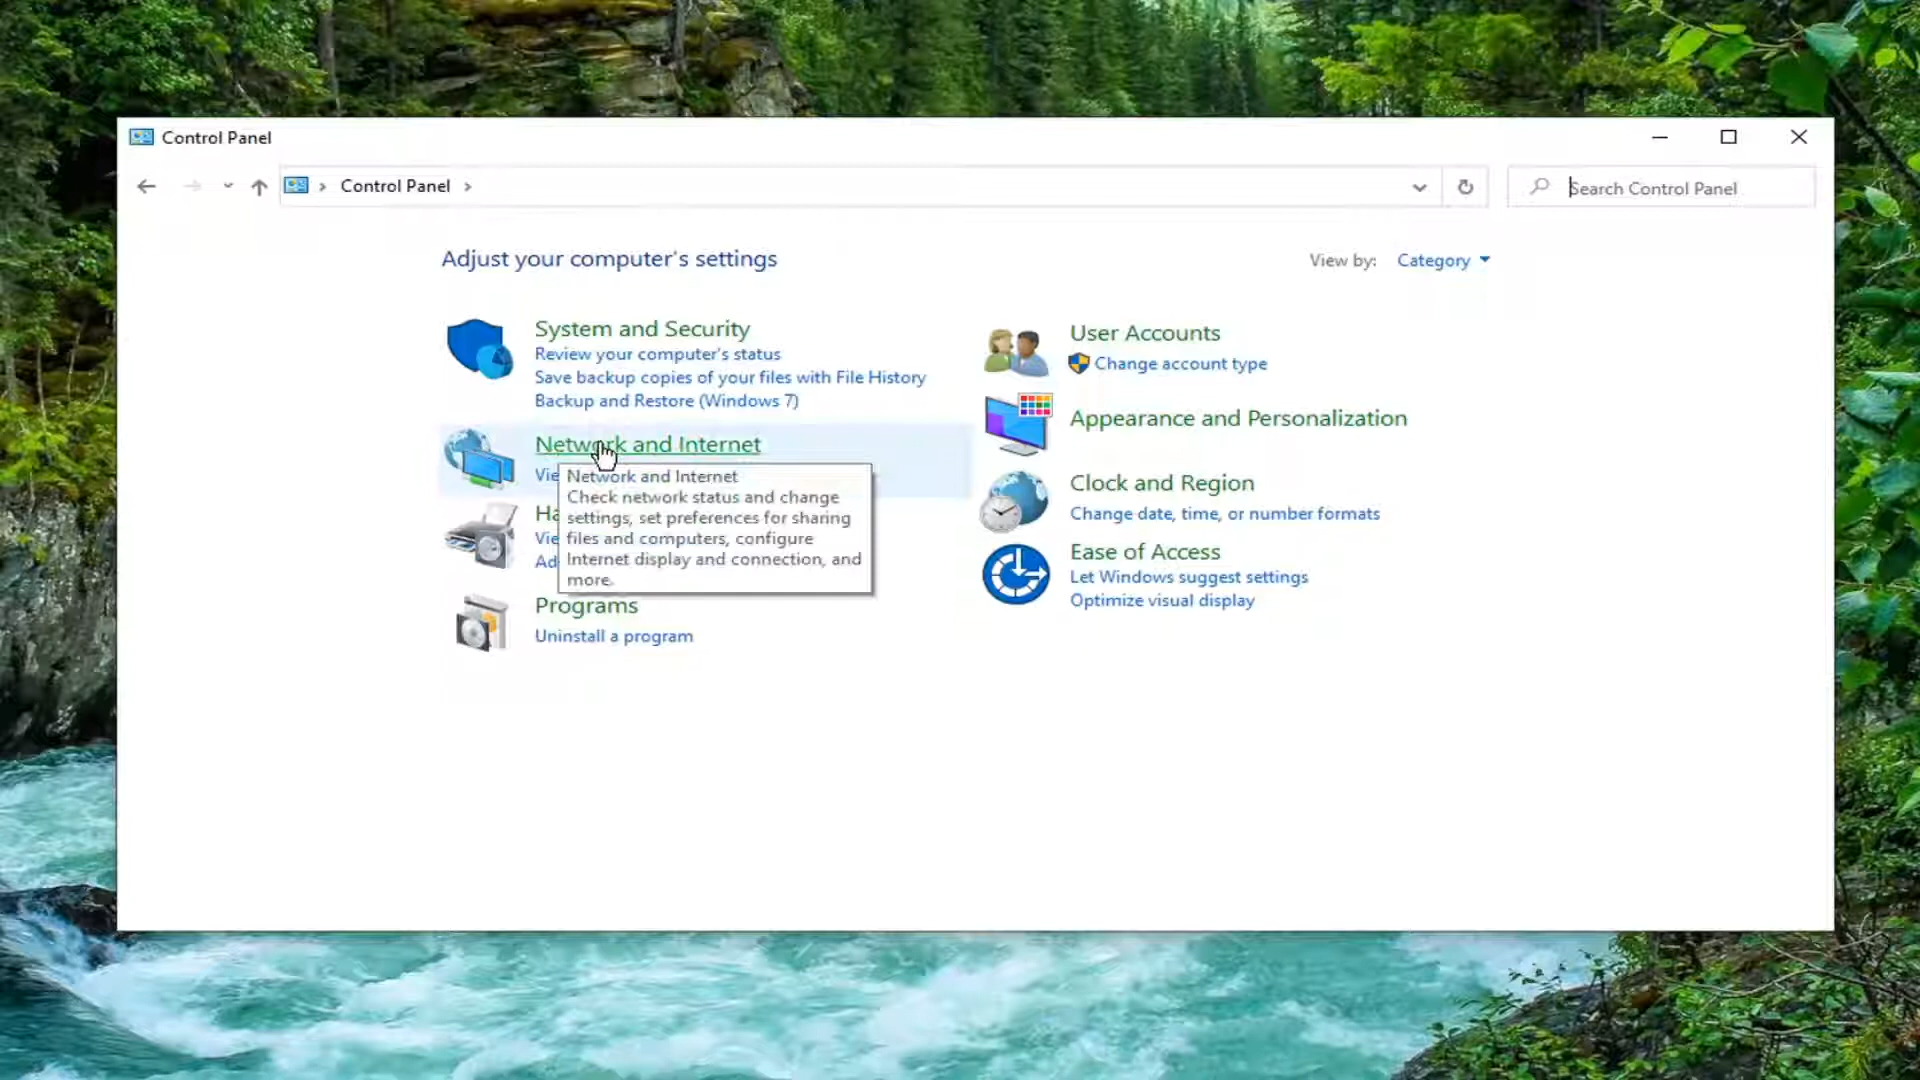 Control Panel
Control Panel
Search Control Panel
Adjust your computer's settings
View by: Category
System and Security
Review your computer's status
Save backup copies of your files with File History
Backup and Restore (Windows 7)
Network and Internet
Vie
Network and Internet
Check network status and change
settings, set preferences for sharing
files and computers, configure
Internet display and connection, and
more.
Ha
Vie
Ad
Programs
Uninstall a program
User Accounts
Change account type
Appearance and Personalization
Clock and Region
Change date, time, or number formats
Ease of Access
Let Windows suggest settings
Optimize visual display